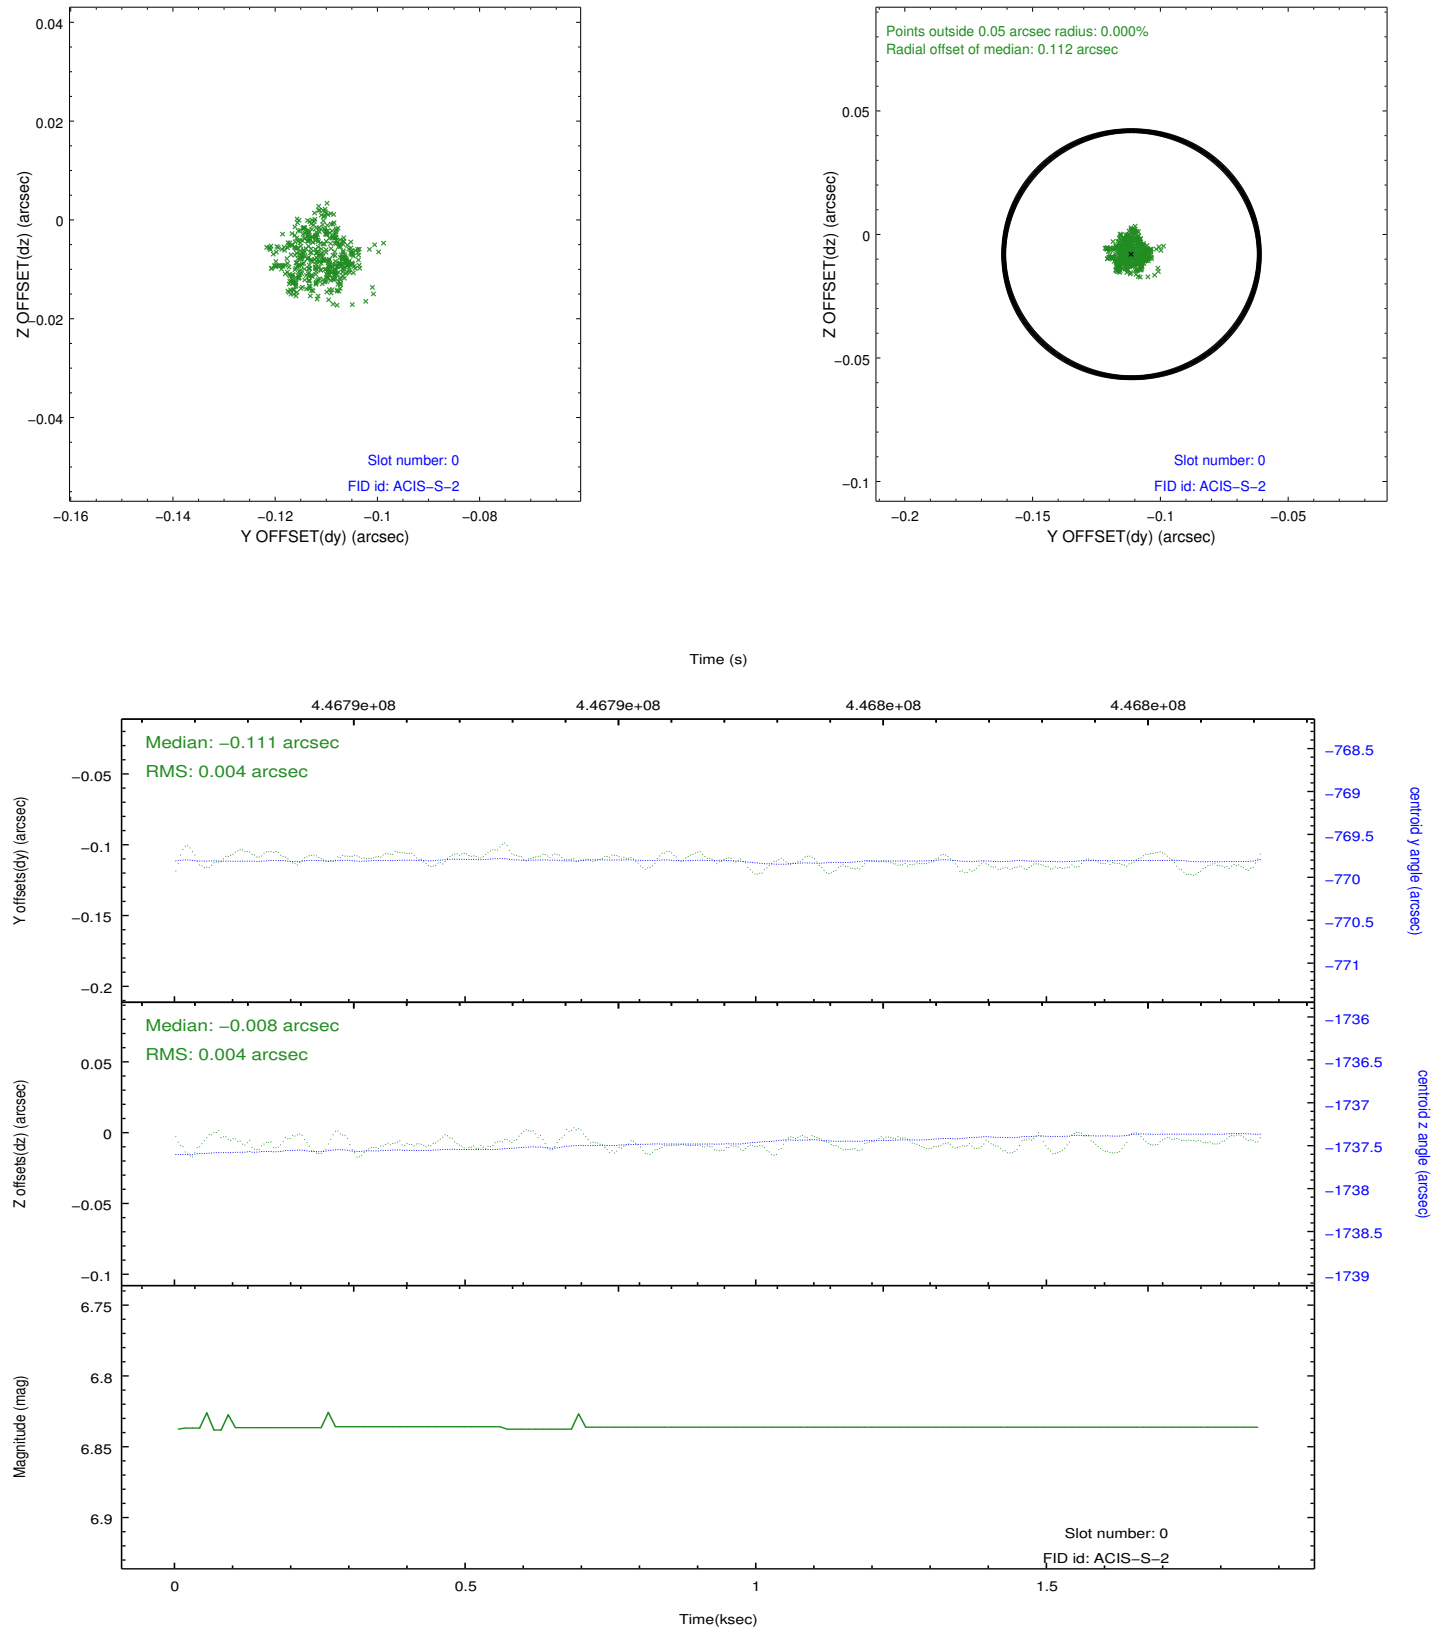 0.04
0.02
0
−0.02
−0.04
Z OFFSET(dz) (arcsec)
Slot number: 0
FID id: ACIS−S−2
−0.16
−0.14
−0.12
−0.1
−0.08
Y OFFSET(dy) (arcsec)
Points outside 0.05 arcsec radius: 0.000%
Radial offset of median: 0.112 arcsec
0.05
0
−0.05
−0.1
Z OFFSET(dz) (arcsec)
Slot number: 0
FID id: ACIS−S−2
−0.2
−0.15
−0.1
−0.05
Y OFFSET(dy) (arcsec)
Time (s)
4.4679e+08
4.4679e+08
4.468e+08
4.468e+08
Median: −0.111 arcsec
RMS: 0.004 arcsec
−0.05
−0.1
−0.15
−0.2
Y offsets(dy) (arcsec)
−768.5
−769
−769.5
−770
−770.5
−771
centroid y angle (arcsec)
Median: −0.008 arcsec
RMS: 0.004 arcsec
0.05
0
−0.05
−0.1
Z offsets(dz) (arcsec)
−1736
−1736.5
−1737
−1737.5
−1738
−1738.5
−1739
centroid z angle (arcsec)
6.75
6.8
6.85
6.9
Magnitude (mag)
Slot number: 0
FID id: ACIS−S−2
0
0.5
1
1.5
Time(ksec)